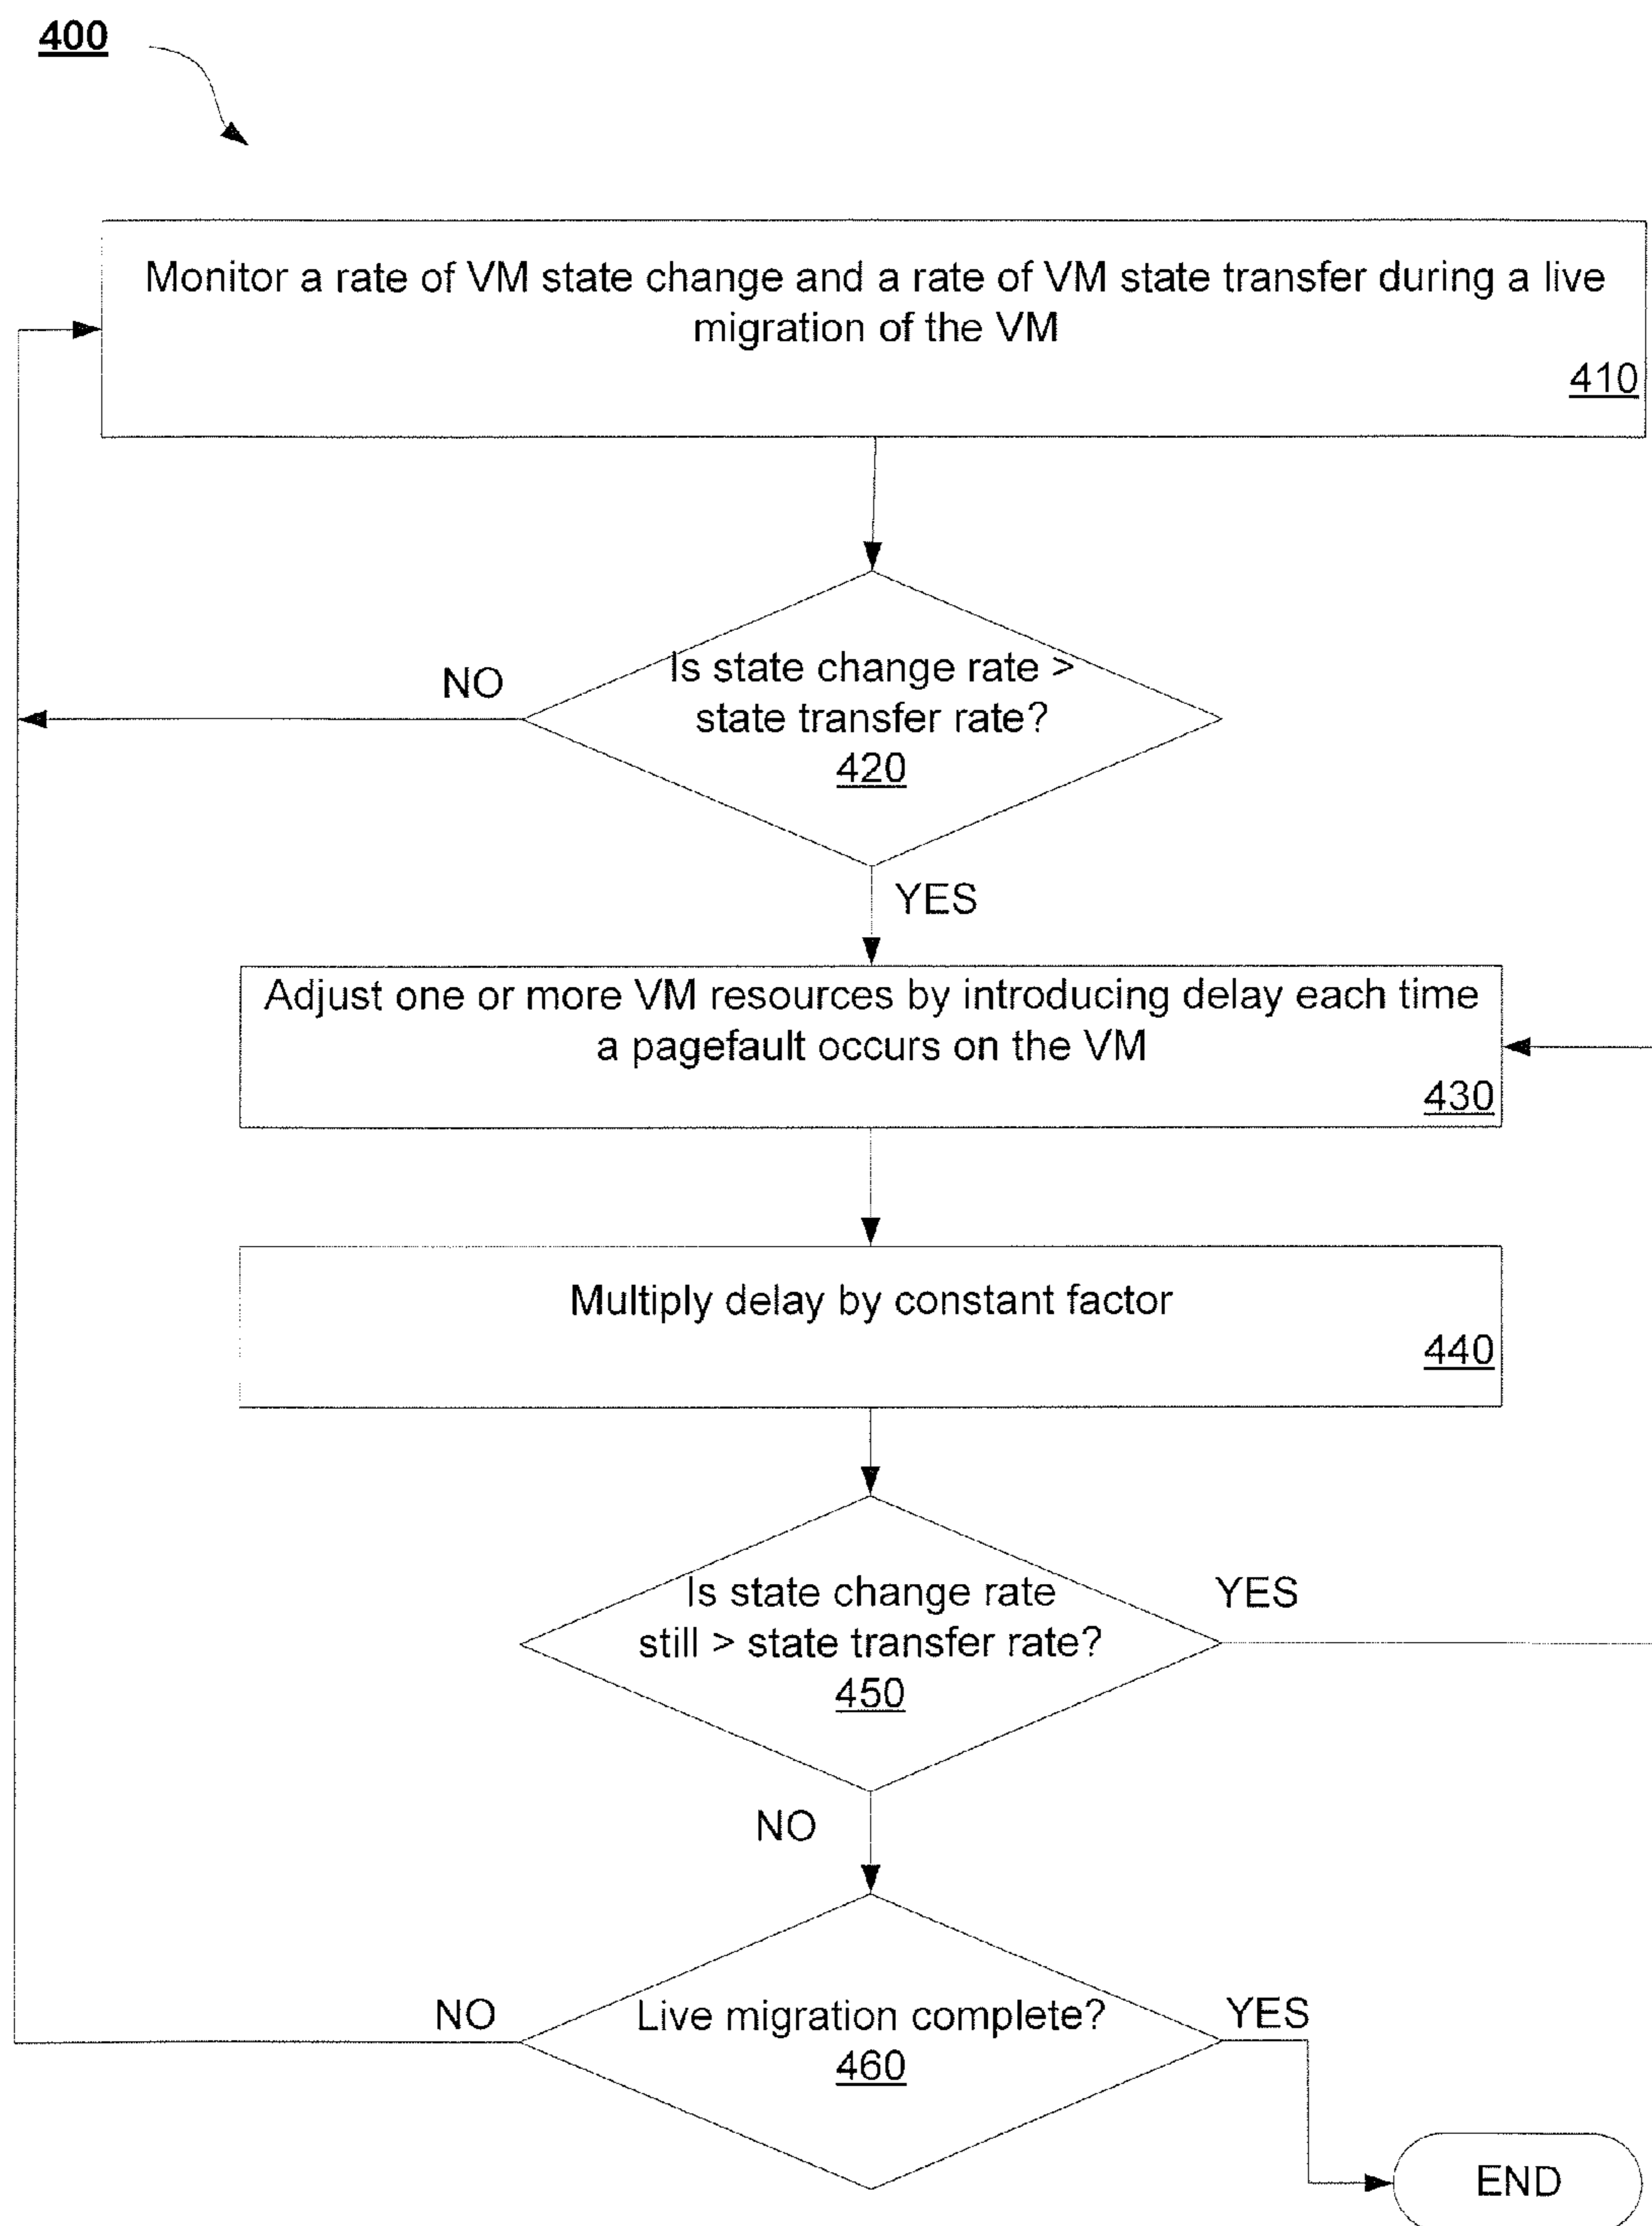 400
Monitor a rate of VM state change and a rate of VM state transfer during a live
migration of the VM
410
Is state change rate >
state transfer rate?
420
NO
YES
Adjust one or more VM resources by introducing delay each time
a pagefault occurs on the VM
430
Multiply delay by constant factor
440
Is state change rate
still > state transfer rate?
450
YES
NO
Live migration complete?
460
NO
YES
END